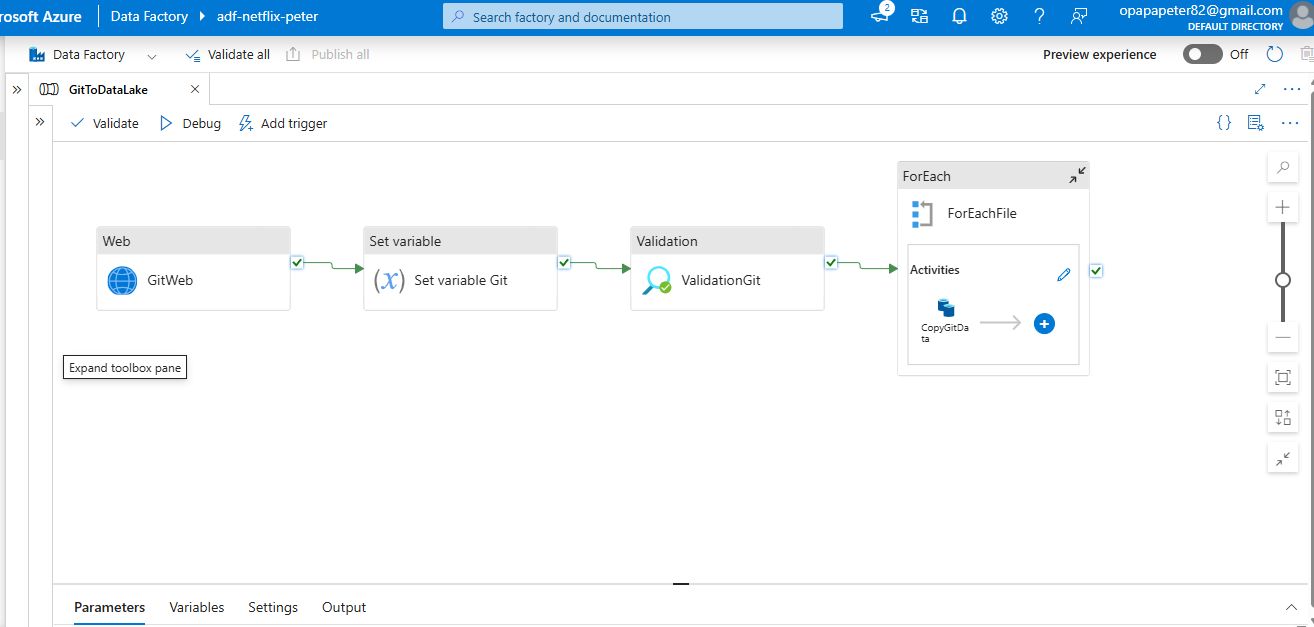 rosoft Azure Data Factory adf-netflix-peter Search factory and documentation 2 opapapeter82@gmail.com
DEFAULT DIRECTORY
Data Factory Validate all Publish all Preview experience Off
GitToDataLake
Validate Debug Add trigger
ForEach
ForEachFile
Web Set variable Validation
GitWeb Set variable Git ValidationGit
Activities
CopyGitDa
ta
Expand toolbox pane
Parameters Variables Settings Output